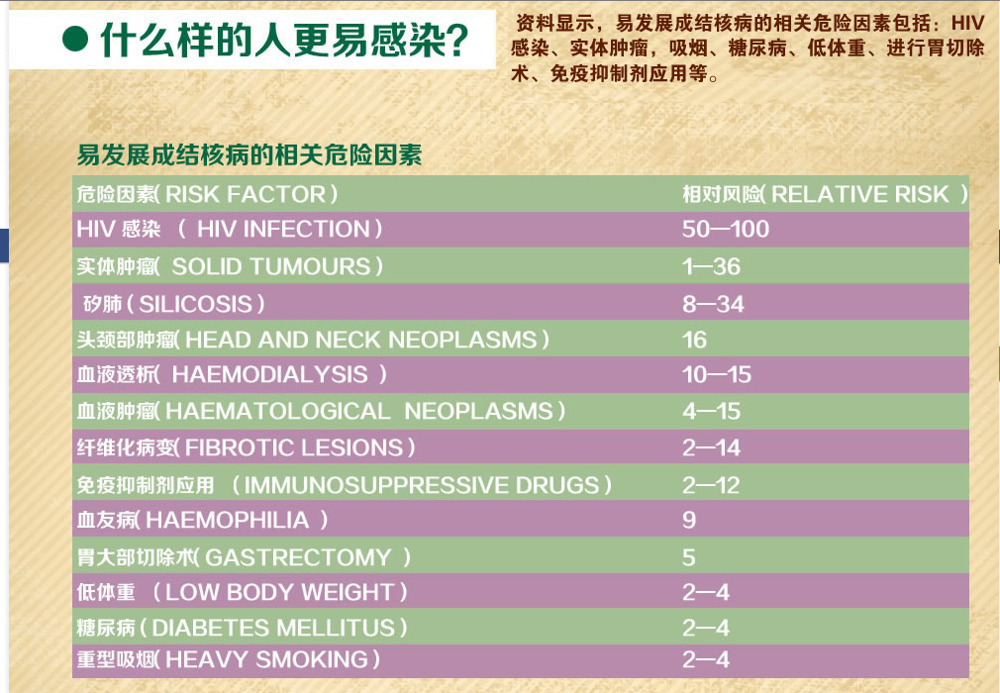 ● 什么样的人更易感染?
资料显示，易发展成结核病的相关危险因素包括：HIV
感染、实体肿瘤，吸烟、糖尿病、低体重、进行胃切除
术、免疫抑制剂应用等。
易发展成结核病的相关危险因素
危险因素( RISK FACTOR ) 相对风险( RELATIVE RISK )
HIV 感染 ( HIV INFECTION ) 50—100
实体肿瘤( SOLID TUMOURS ) 1—36
矽肺 ( SILICOSIS ) 8—34
头颈部肿瘤( HEAD AND NECK NEOPLASMS ) 16
血液透析( HAEMODIALYSIS ) 10—15
血液肿瘤( HAEMATOLOGICAL NEOPLASMS ) 4—15
纤维化病变( FIBROTIC LESIONS ) 2—14
免疫抑制剂应用 ( IMMUNOSUPPRESSIVE DRUGS ) 2—12
血友病( HAEMOPHILIA ) 9
胃大部切除术( GASTRECTOMY ) 5
低体重 ( LOW BODY WEIGHT ) 2—4
糖尿病 ( DIABETES MELLITUS ) 2—4
重型吸烟( HEAVY SMOKING ) 2—4